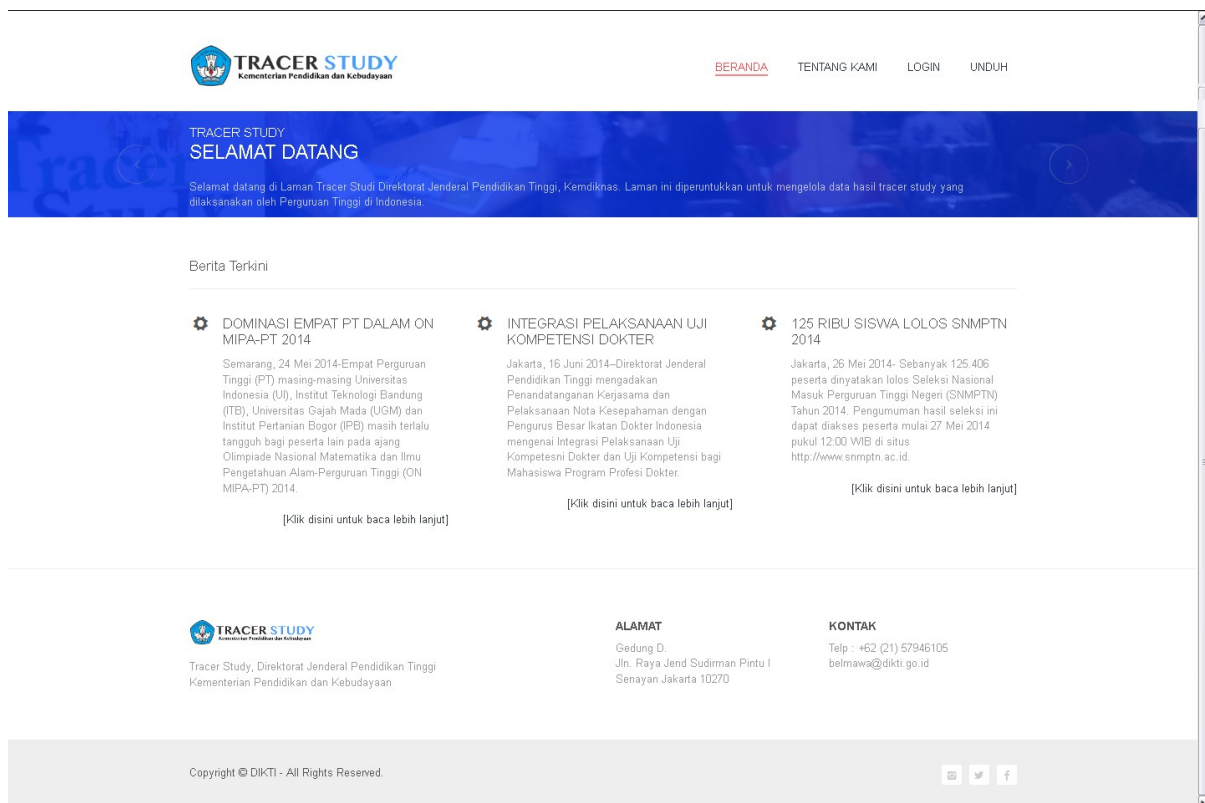 TRACER STUDY
Kementerian Pendidikan dan Kebudayaan
BERANDA
TENTANG KAMI
LOGIN
UNDUH
TRACER STUDY
SELAMAT DATANG
Selamat datang di Laman Tracer Studi Direktorat Jenderal Pendidikan Tinggi, Kemdiknas. Laman ini diperuntukkan untuk mengelola data hasil tracer study yang
dilaksanakan oleh Perguruan Tinggi di Indonesia.
Tracer
Study
Berita Terkini
DOMINASI EMPAT PT DALAM ON
MIPA-PT 2014
Semarang, 24 Mei 2014-Empat Perguruan
Tinggi (PT) masing-masing Universitas
Indonesia (UI), Institut Teknologi Bandung
(ITB), Universitas Gajah Mada (UGM) dan
Institut Pertanian Bogor (IPB) masih terlalu
tangguh bagi peserta lain pada ajang
Olimpiade Nasional Matematika dan Ilmu
Pengetahuan Alam-Perguruan Tinggi (ON
MIPA-PT) 2014.
[Klik disini untuk baca lebih lanjut]
INTEGRASI PELAKSANAAN UJI
KOMPETENSI DOKTER
Jakarta, 16 Juni 2014–Direktorat Jenderal
Pendidikan Tinggi mengadakan
Penandatanganan Kerjasama dan
Pelaksanaan Nota Kesepahaman dengan
Pengurus Besar Ikatan Dokter Indonesia
mengenai Integrasi Pelaksanaan Uji
Kompetesni Dokter dan Uji Kompetensi bagi
Mahasiswa Program Profesi Dokter.
[Klik disini untuk baca lebih lanjut]
125 RIBU SISWA LOLOS SNMPTN
2014
Jakarta, 26 Mei 2014- Sebanyak 125.406
peserta dinyatakan lolos Seleksi Nasional
Masuk Perguruan Tinggi Negeri (SNMPTN)
Tahun 2014. Pengumuman hasil seleksi ini
dapat diakses peserta mulai 27 Mei 2014
pukul 12:00 WIB di situs
http://www.snmptn.ac.id.
[Klik disini untuk baca lebih lanjut]
TRACER STUDY
Kementerian Pendidikan dan Kebudayaan
Tracer Study, Direktorat Jenderal Pendidikan Tinggi
Kementerian Pendidikan dan Kebudayaan
ALAMAT
Gedung D.
Jln. Raya Jend Sudirman Pintu I
Senayan Jakarta 10270
KONTAK
Telp : +62 (21) 57946105
belmawa@dikti.go.id
Copyright © DIKTI - All Rights Reserved.